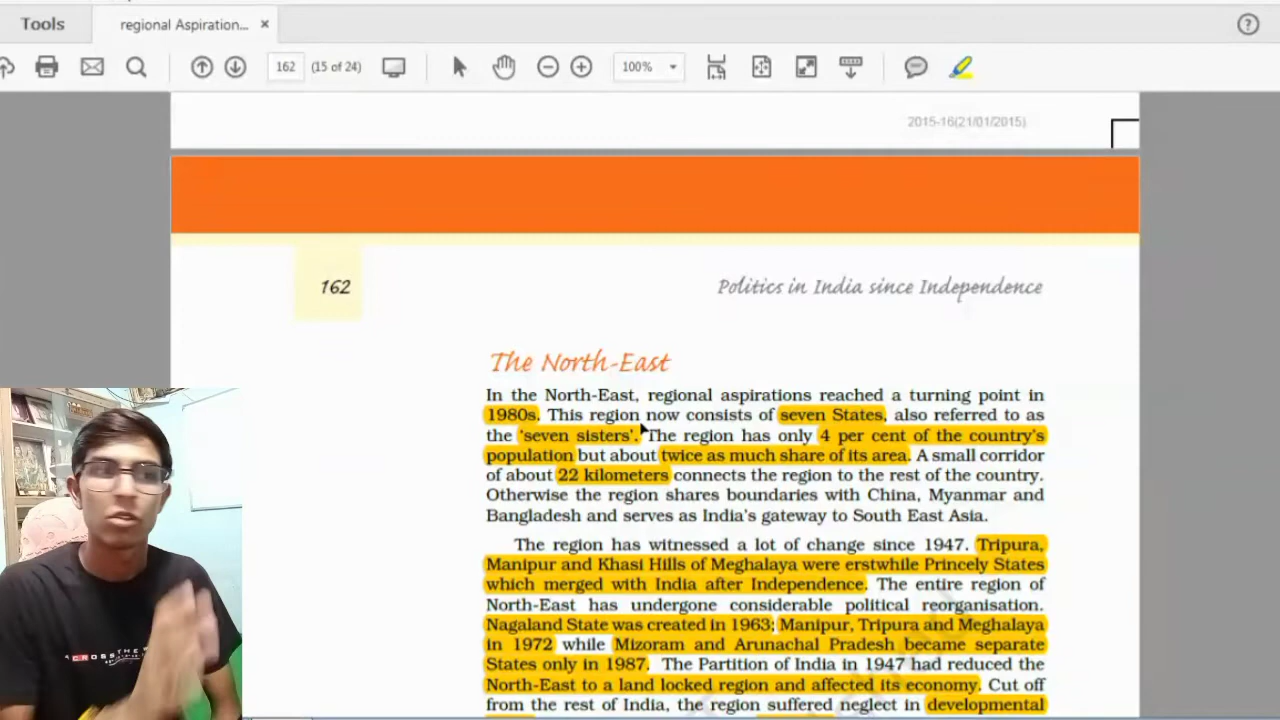 Tools
regional Aspiration... ×
?
162
(15 of 24)
100%
2015-16(21/01/2015)
162
Politics in India since Independence
The North-East
In the North-East, regional aspirations reached a turning point in
1980s. This region now consists of seven States, also referred to as
the 'seven sisters'. The region has only 4 per cent of the country's
population but about twice as much share of its area. A small corridor
of about 22 kilometers connects the region to the rest of the country.
Otherwise the region shares boundaries with China, Myanmar and
Bangladesh and serves as India's gateway to South East Asia.
The region has witnessed a lot of change since 1947. Tripura,
Manipur and Khasi Hills of Meghalaya were erstwhile Princely States
which merged with India after Independence. The entire region of
North-East has undergone considerable political reorganisation.
Nagaland State was created in 1963; Manipur, Tripura and Meghalaya
in 1972 while Mizoram and Arunachal Pradesh became separate
States only in 1987. The Partition of India in 1947 had reduced the
North-East to a land locked region and affected its economy. Cut off
from the rest of India, the region suffered neglect in developmental